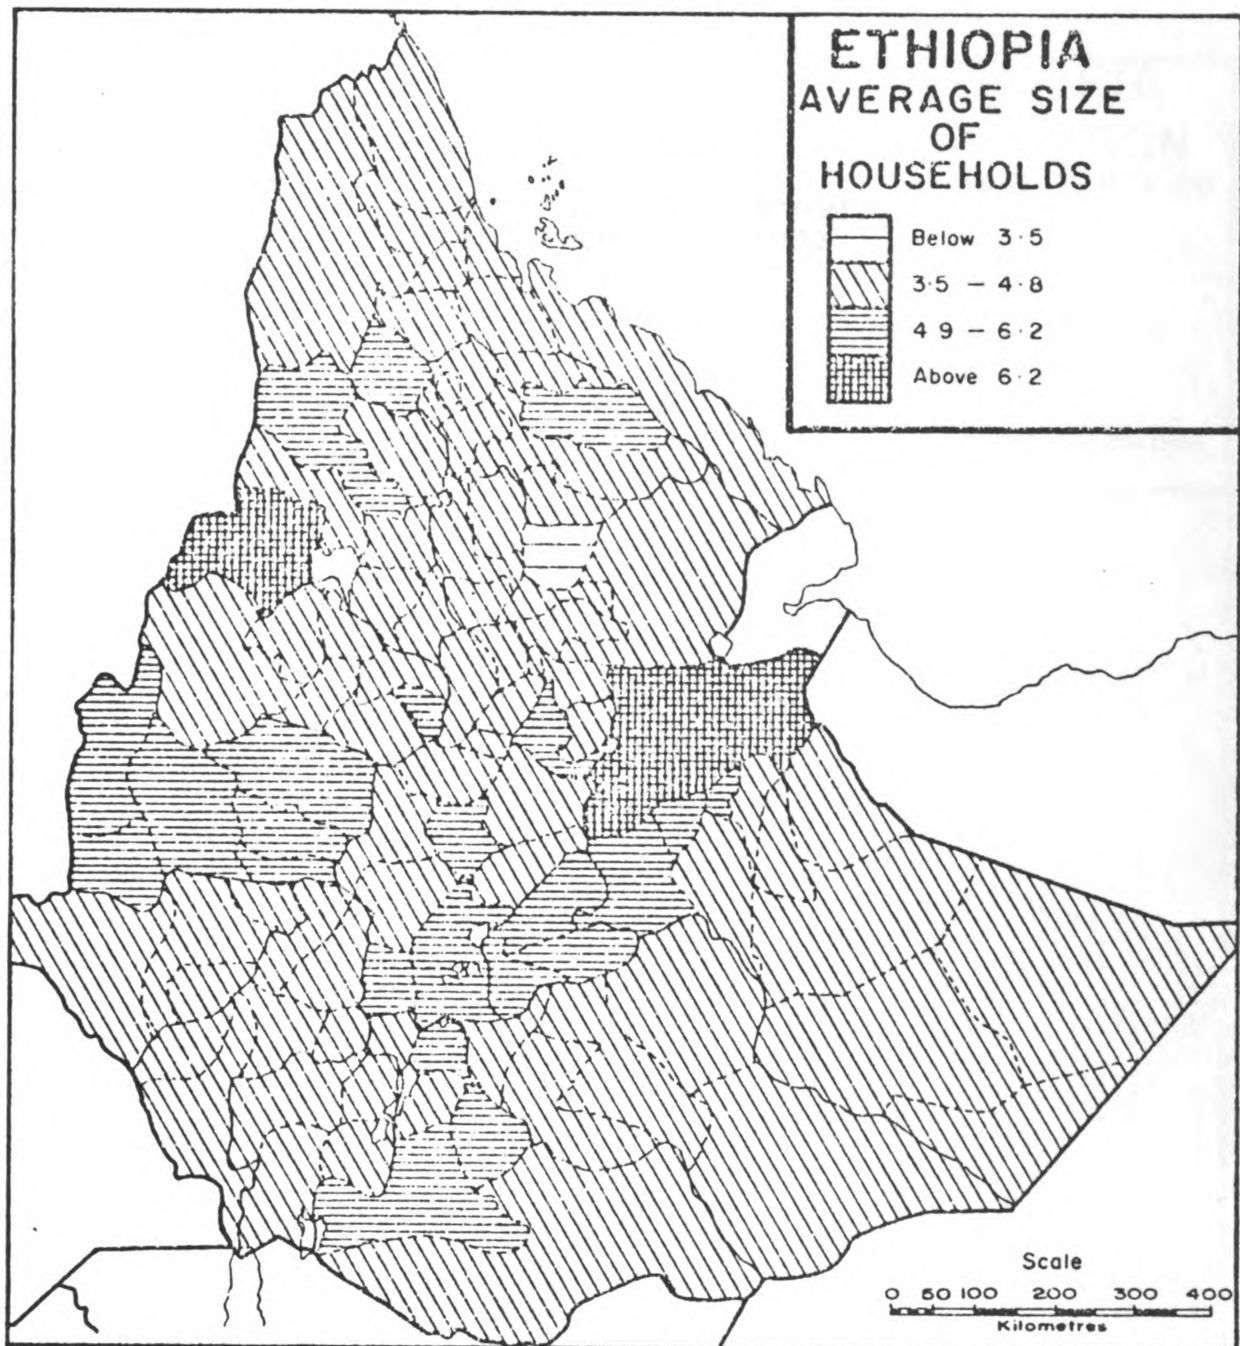 ETHIOPIA
AVERAGE SIZE
OF
HOUSEHOLDS
Below 3·5
3·5 – 4·8
4 9 – 6·2
Above 6·2
Scale
0 50 100 200 300 400
Kilometres